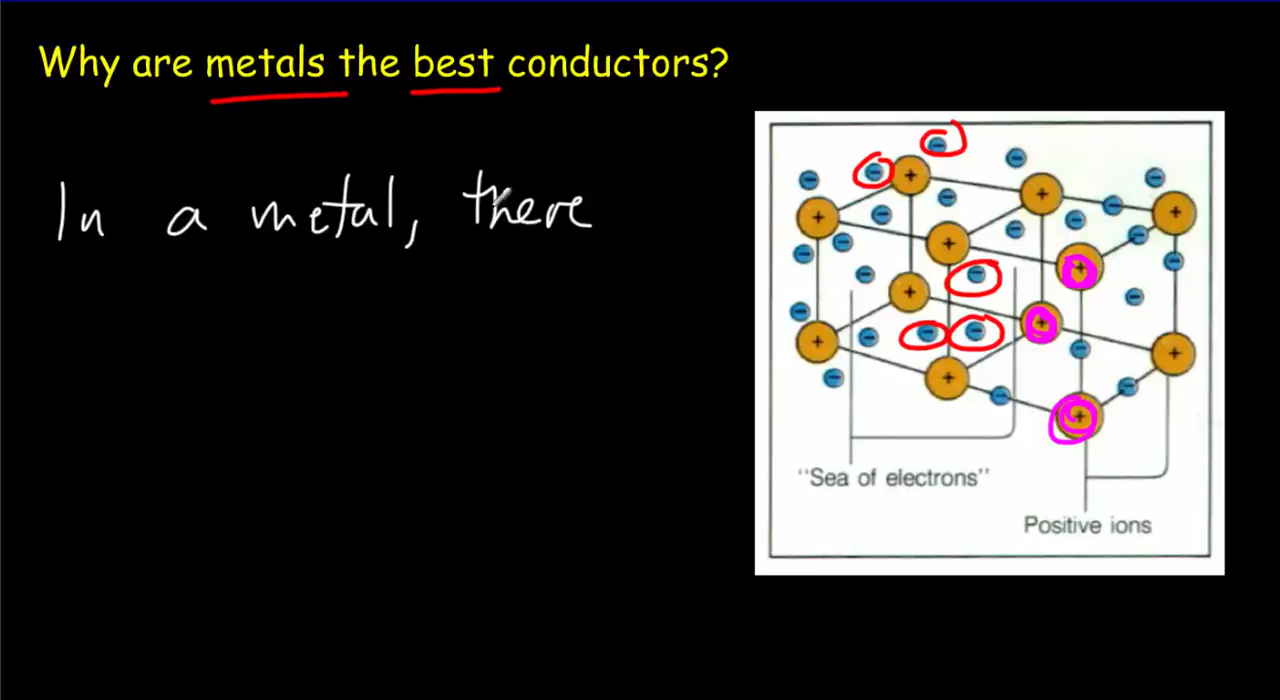 Why are metals the best conductors?
In a metal, there
"Sea of electrons"
Positive ions